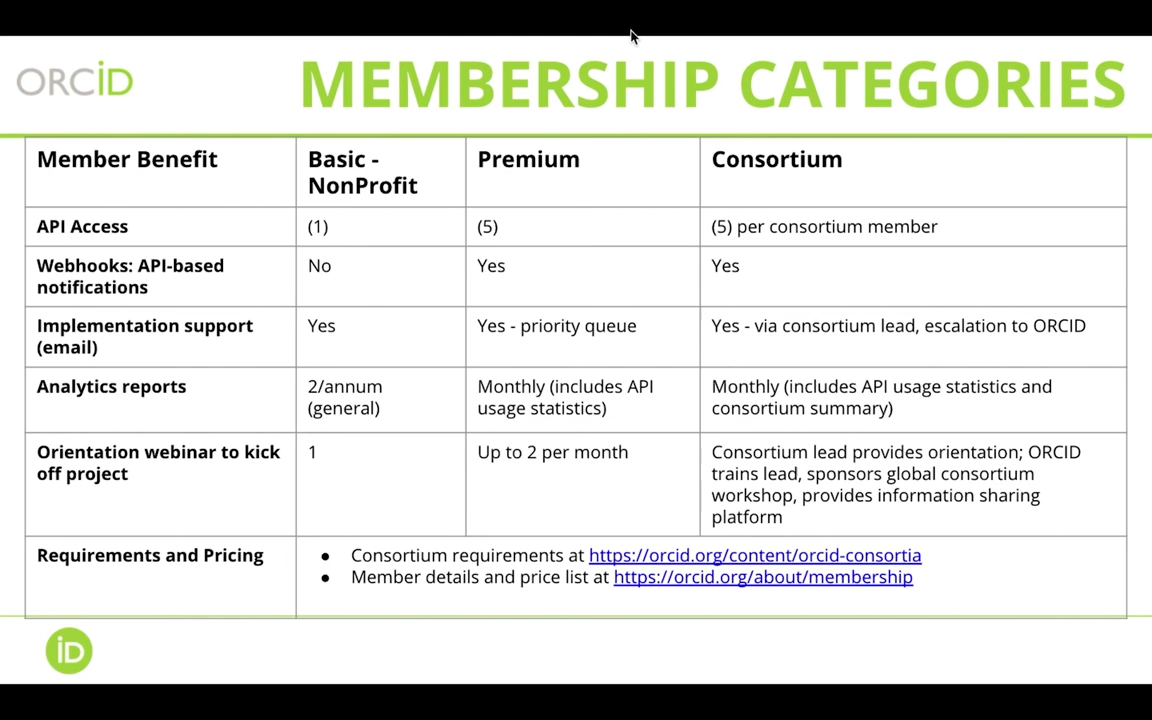 ORCID
MEMBERSHIP CATEGORIES
Member Benefit
Basic -
NonProfit
Premium
Consortium
API Access
(1)
(5)
(5) per consortium member
Webhooks: API-based
notifications
No
Yes
Yes
Implementation support
(email)
Yes
Yes - priority queue
Yes - via consortium lead, escalation to ORCID
Analytics reports
2/annum
(general)
Monthly (includes API
usage statistics)
Monthly (includes API usage statistics and
consortium summary)
Orientation webinar to kick
off project
1
Up to 2 per month
Consortium lead provides orientation; ORCID
trains lead, sponsors global consortium
workshop, provides information sharing
platform
Requirements and Pricing
● Consortium requirements at https://orcid.org/content/orcid-consortia
● Member details and price list at https://orcid.org/about/membership
iD